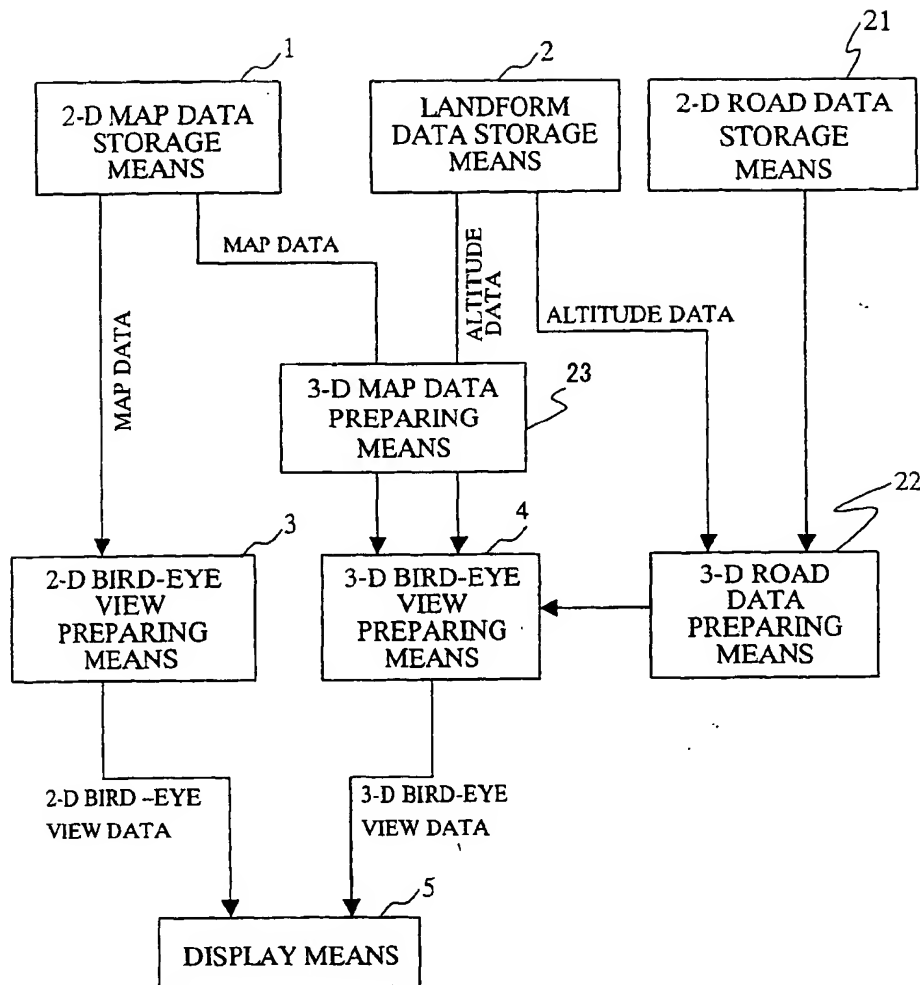 1
2
21
2-D MAP DATA
STORAGE
MEANS
LANDFORM
DATA STORAGE
MEANS
2-D ROAD DATA
STORAGE
MEANS
MAP DATA
MAP DATA
ALTITUDE
DATA
ALTITUDE DATA
23
3-D MAP DATA
PREPARING
MEANS
3
4
22
2-D BIRD-EYE
VIEW
PREPARING
MEANS
3-D BIRD-EYE
VIEW
PREPARING
MEANS
3-D ROAD
DATA
PREPARING
MEANS
2-D BIRD -EYE
VIEW DATA
3-D BIRD-EYE
VIEW DATA
5
DISPLAY MEANS